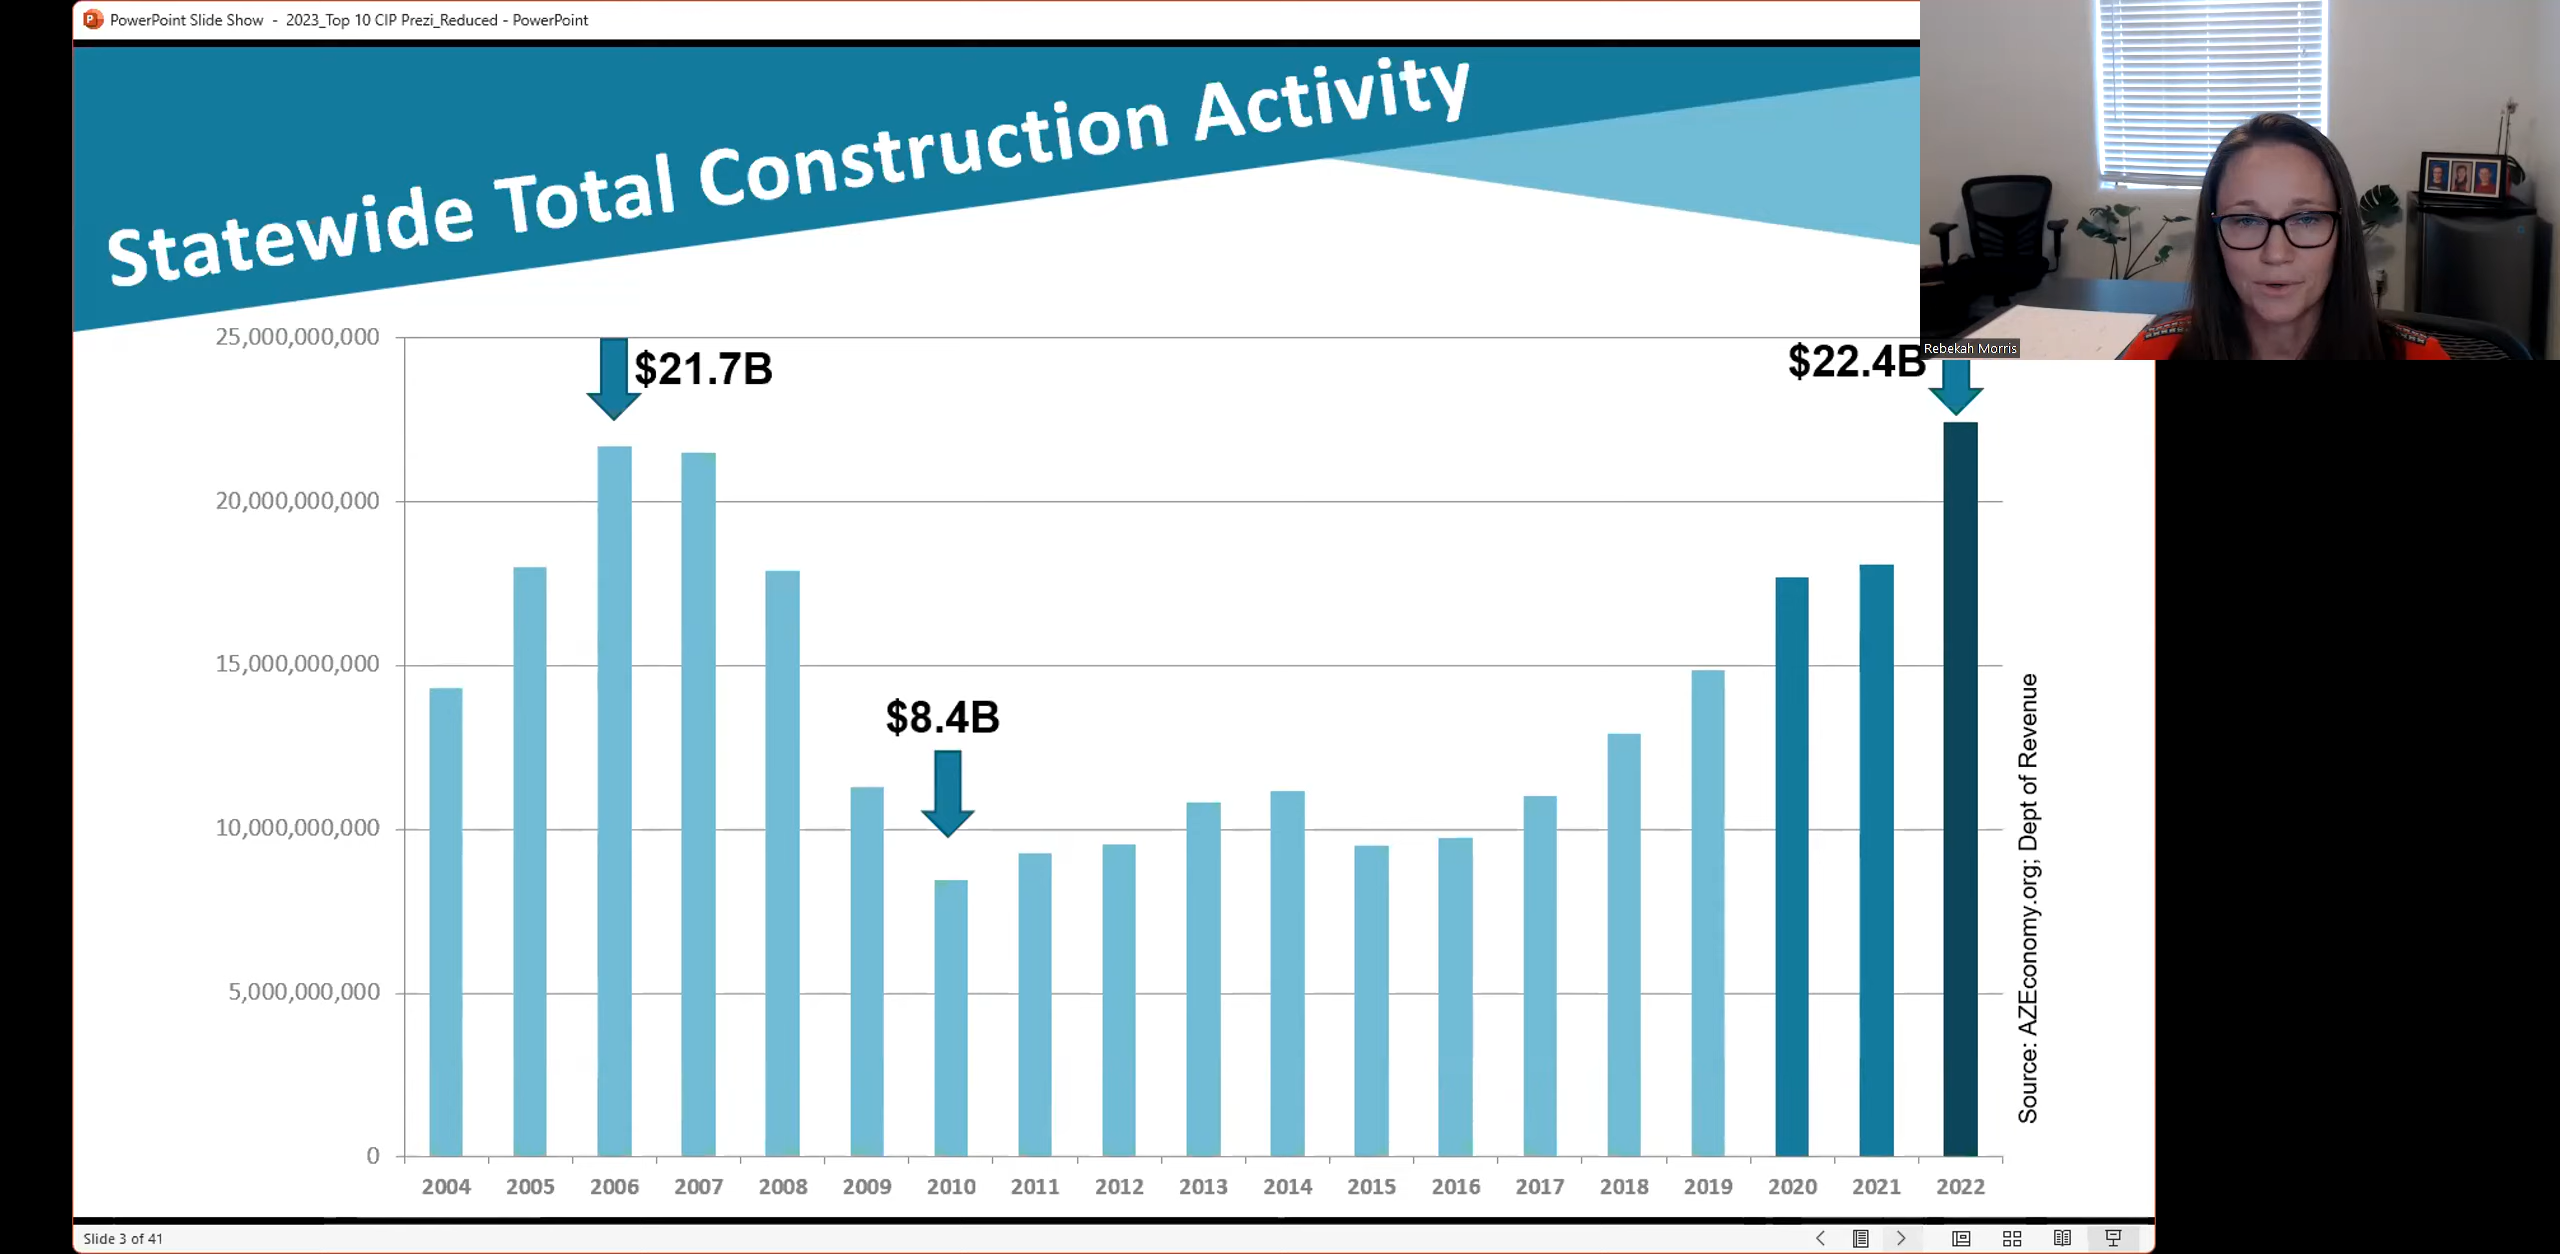 PowerPoint Slide Show - 2023_Top 10 CIP Prezi_Reduced - PowerPoint
Statewide Total Construction Activity
Rebekah Morris
25,000,000,000
$21.7B
$22.4B
20,000,000,000
15,000,000,000
$8.4B
10,000,000,000
5,000,000,000
0
2004 2005 2006 2007 2008 2009 2010 2011 2012 2013 2014 2015 2016 2017 2018 2019 2020 2021 2022
Source: AZEconomy.org; Dept of Revenue
Slide 3 of 41